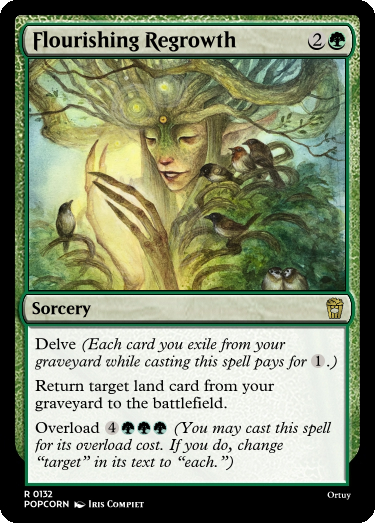 Flourishing Regrowth 2
Sorcery
Delve (Each card you exile from your
graveyard while casting this spell pays for 1.)
Return target land card from your
graveyard to the battlefield.
Overload 4 (You may cast this spell
for its overload cost. If you do, change
“target” in its text to “each.”)
R 0132
POPCORN Iris Compiet
Ortuy